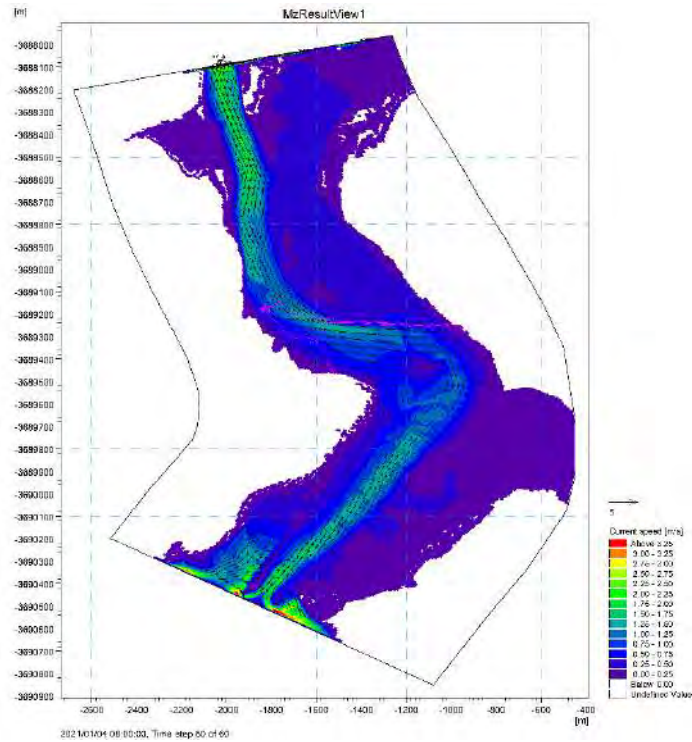 MzResultView1
[m]
-3688000
-3688100
-3688200
-3688300
-3688400
-3688500
-3688600
-3688700
-3688800
-3688900
-3689000
-3689100
-3689200
-3689300
-3689400
-3689500
-3689600
-3689700
-3689800
-3689900
-3690000
-3690100
-3690200
-3690300
-3690400
-3690500
-3690600
-3690700
-3690800
-3690900
-2600 -2400 -2200 -2000 -1800 -1600 -1400 -1200 -1000 -800 -600 -400
[m]
5
Current speed [m/s]
Above 3.25
3.00 - 3.25
2.75 - 3.00
2.50 - 2.75
2.25 - 2.50
2.00 - 2.25
1.75 - 2.00
1.50 - 1.75
1.25 - 1.50
1.00 - 1.25
0.75 - 1.00
0.50 - 0.75
0.25 - 0.50
0.00 - 0.25
Below 0.00
Undefined Value
2021/01/04 06:00:00, Time step 60 of 60